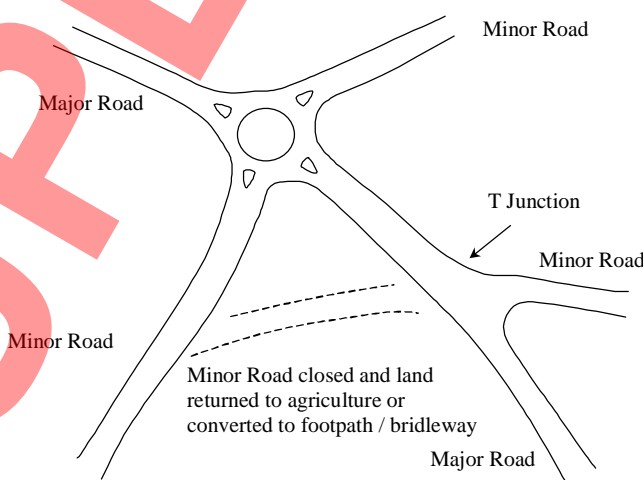 Minor Road
Major Road
T Junction
Minor Road
Minor Road
Minor Road closed and land
returned to agriculture or
converted to footpath / bridleway
Major Road